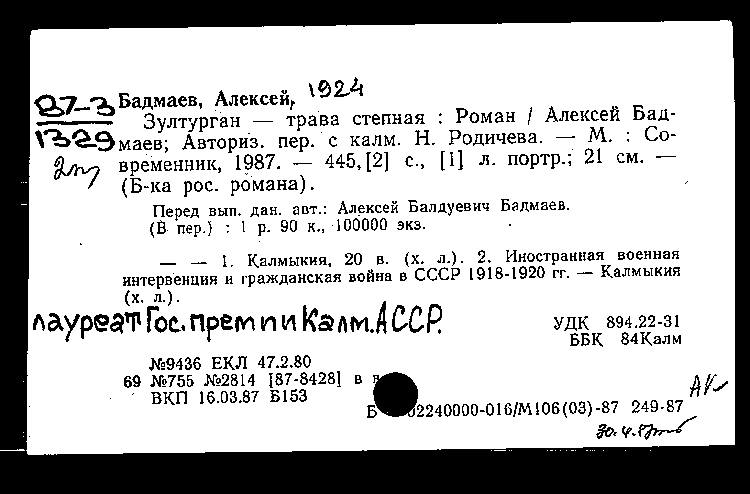 87-3 Бадмаев, Алексей, 1924
1329
Зултурган — трава степная : Роман / Алексей Бад-
маев; Авториз. пер. с калм. Н. Родичева. — М. : Со-
временник, 1987. — 445,[2] с., [1] л. портр.; 21 см. —
(Б-ка рос. романа).
Перед вып. дан. авт.: Алексей Балдуевич Бадмаев.
(В пер.) : 1 р. 90 к., 100000 экз.
— — 1. Калмыкия, 20 в. (х. л.). 2. Иностранная военная
интервенция и гражданская война в СССР 1918-1920 гг. — Калмыкия
(х. л.).
лауреат Гос. премпи Калм. АССР.
УДК 894.22-31
ББК 84Калм
№9436 ЕКЛ 47.2.80
69 №755 №2814 [87-8428] в
ВКП 16.03.87 Б153
Б 02240000-016/М106(03)-87 249-87